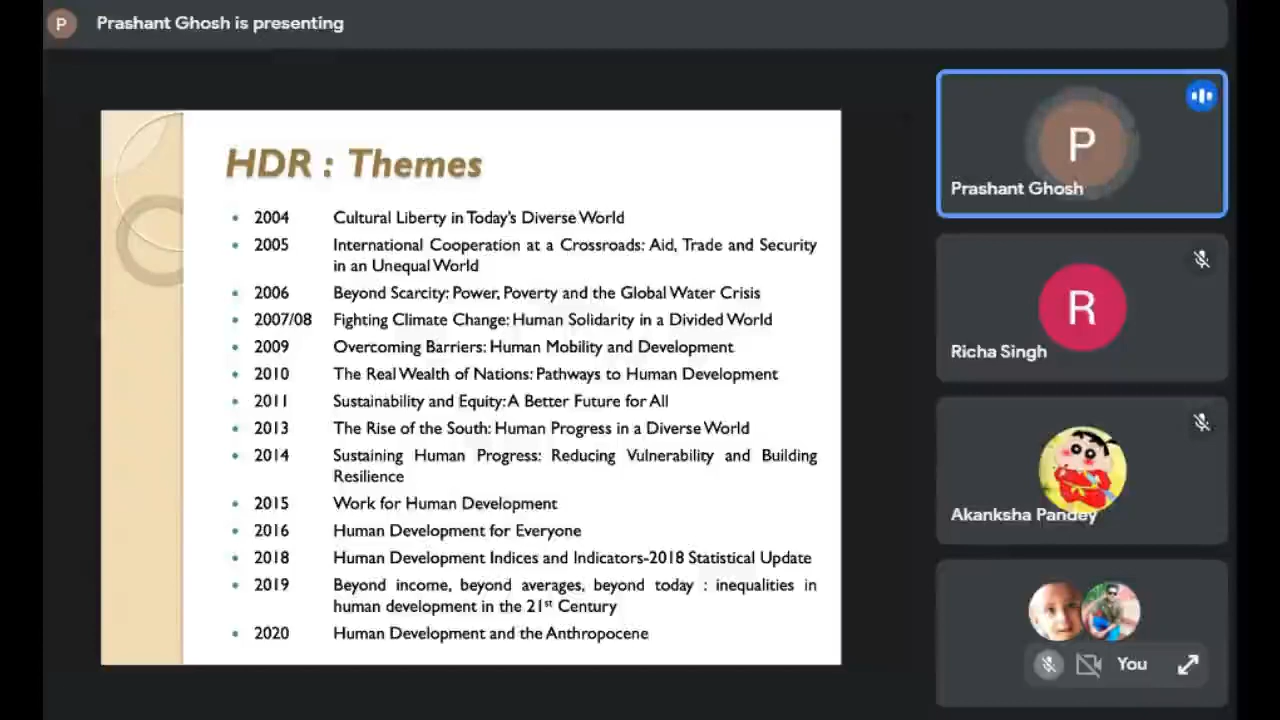 P Prashant Ghosh is presenting
HDR : Themes
• 2004 Cultural Liberty in Today's Diverse World
• 2005 International Cooperation at a Crossroads: Aid, Trade and Security
in an Unequal World
• 2006 Beyond Scarcity: Power, Poverty and the Global Water Crisis
• 2007/08 Fighting Climate Change: Human Solidarity in a Divided World
• 2009 Overcoming Barriers: Human Mobility and Development
• 2010 The Real Wealth of Nations: Pathways to Human Development
• 2011 Sustainability and Equity: A Better Future for All
• 2013 The Rise of the South: Human Progress in a Diverse World
• 2014 Sustaining Human Progress: Reducing Vulnerability and Building
Resilience
• 2015 Work for Human Development
• 2016 Human Development for Everyone
• 2018 Human Development Indices and Indicators-2018 Statistical Update
• 2019 Beyond income, beyond averages, beyond today : inequalities in
human development in the 21st Century
• 2020 Human Development and the Anthropocene
P
Prashant Ghosh
R
Richa Singh
Akanksha Pandey
You